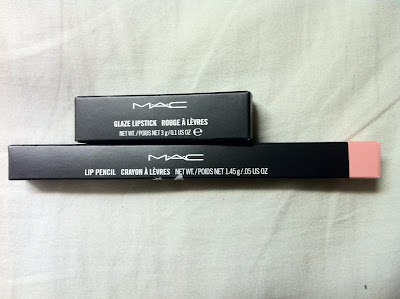 MAC
GLAZE LIPSTICK ROUGE À LÈVRES
NET WT./POIDS NET 3 g/0.1 US OZ ℮
MAC
LIP PENCIL CRAYON À LÈVRES NET WT./POIDS NET 1.45 g/.05 US OZ